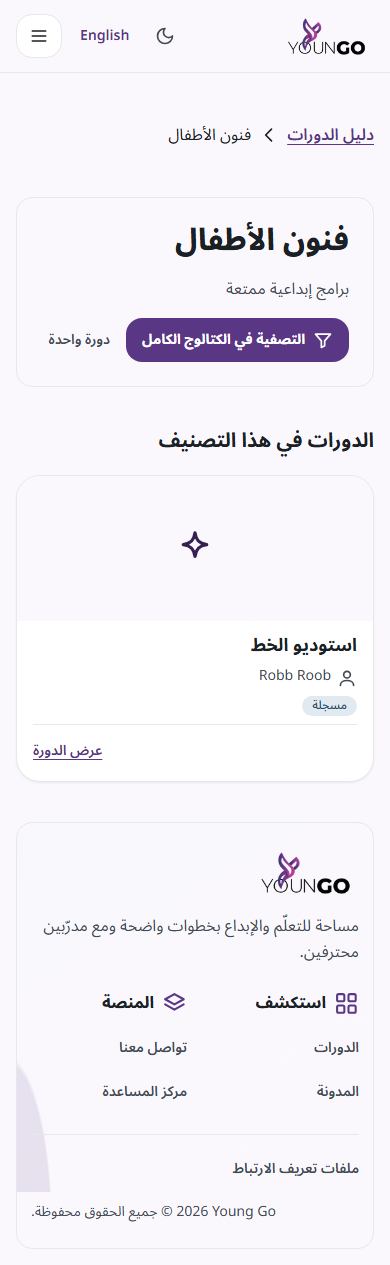 YOUNGO
English
دليل الدورات
فنون الأطفال
فنون الأطفال
برامج إبداعية ممتعة
التصفية في الكتالوج الكامل
دورة واحدة
الدورات في هذا التصنيف
استوديو الخط
Robb Roob
مسجلة
عرض الدورة
YOUNGO
مساحة للتعلّم والإبداع بخطوات واضحة ومع مدرّبين
محترفين.
استكشف
المنصة
الدورات
تواصل معنا
المدونة
مركز المساعدة
ملفات تعريف الارتباط
© 2026 Young Go جميع الحقوق محفوظة.